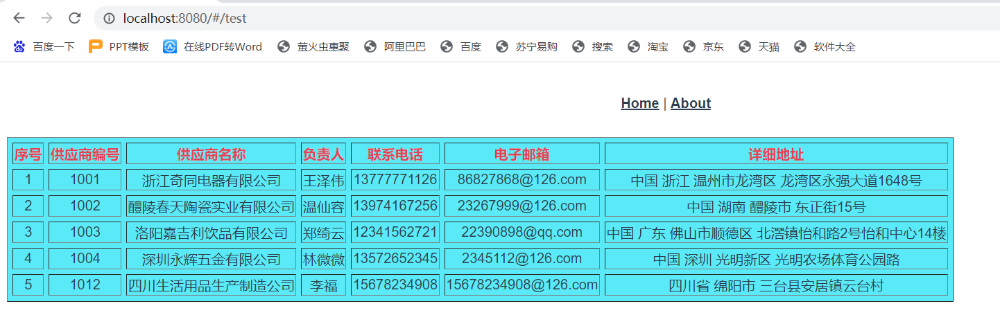 localhost:8080/#/test
百度一下 PPT模板 在线PDF转Word 萤火虫惠聚 阿里巴巴 百度 苏宁易购 搜索 淘宝 京东 天猫 软件大全
Home | About
序号 供应商编号 供应商名称 负责人 联系电话 电子邮箱 详细地址
1 1001 浙江奇同电器有限公司 王泽伟 13777771126 86827868@126.com 中国 浙江 温州市龙湾区 龙湾区永强大道1648号
2 1002 醴陵春天陶瓷实业有限公司 温仙容 13974167256 23267999@126.com 中国 湖南 醴陵市 东正街15号
3 1003 洛阳嘉吉利饮品有限公司 郑绮云 12341562721 22390898@qq.com 中国 广东 佛山市顺德区 北滘镇怡和路2号怡和中心14楼
4 1004 深圳永辉五金有限公司 林微微 13572652345 2345112@126.com 中国 深圳 光明新区 光明农场体育公园路
5 1012 四川生活用品生产制造公司 李福 15678234908 15678234908@126.com 四川省 绵阳市 三台县安居镇云台村